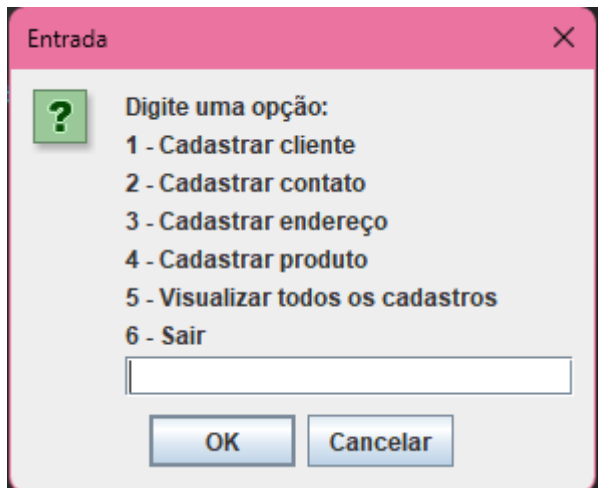 Entrada
?
Digite uma opção:
1 - Cadastrar cliente
2 - Cadastrar contato
3 - Cadastrar endereço
4 - Cadastrar produto
5 - Visualizar todos os cadastros
6 - Sair
OK Cancelar